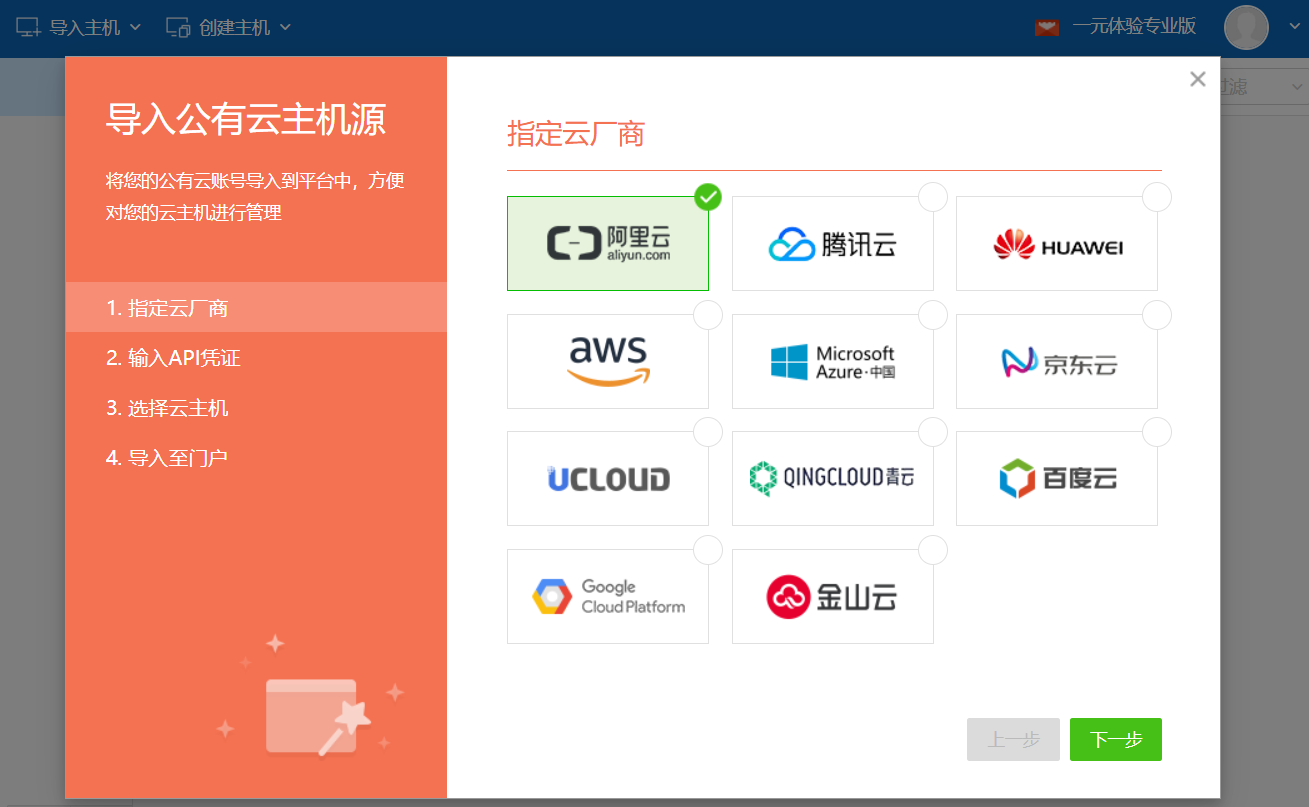 导入主机
创建主机
一元体验专业版
过滤
导入公有云主机源
将您的公有云账号导入到平台中，方便
对您的云主机进行管理
1. 指定云厂商
2. 输入API凭证
3. 选择云主机
4. 导入至门户
指定云厂商
阿里云
aliyun.com
腾讯云
HUAWEI
aws
Microsoft
Azure·中国
京东云
UCLOUD
QINGCLOUD青云
百度云
Google
Cloud Platform
金山云
上一步
下一步